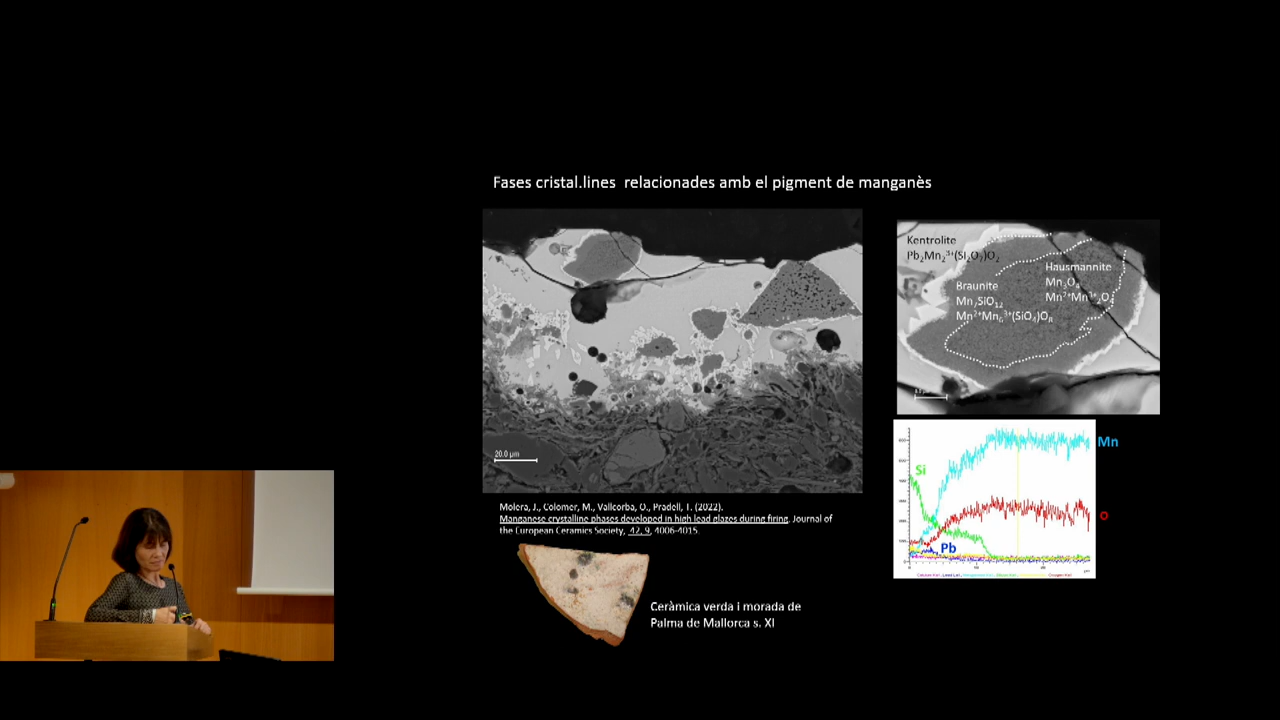 Fases cristal.lines relacionades amb el pigment de manganès
Kentrolite
Pb₂Mn₂³⁺(Si₂O₇)O₂
Hausmannite
Mn₃O₄
Braunite
Mn₇SiO₁₂
Mn²⁺Mn₆³⁺(SiO₄)O₈
20.0 µm
Mn
Si
O
Pb
Molera, J., Colomer, M., Vallcorba, O., Pradell, T. (2022).
Manganese crystalline phases developed in high lead glazes during firing. Journal of
the European Ceramics Society, 42, 9, 4006-4015.
Ceràmica verda i morada de
Palma de Mallorca s. XI